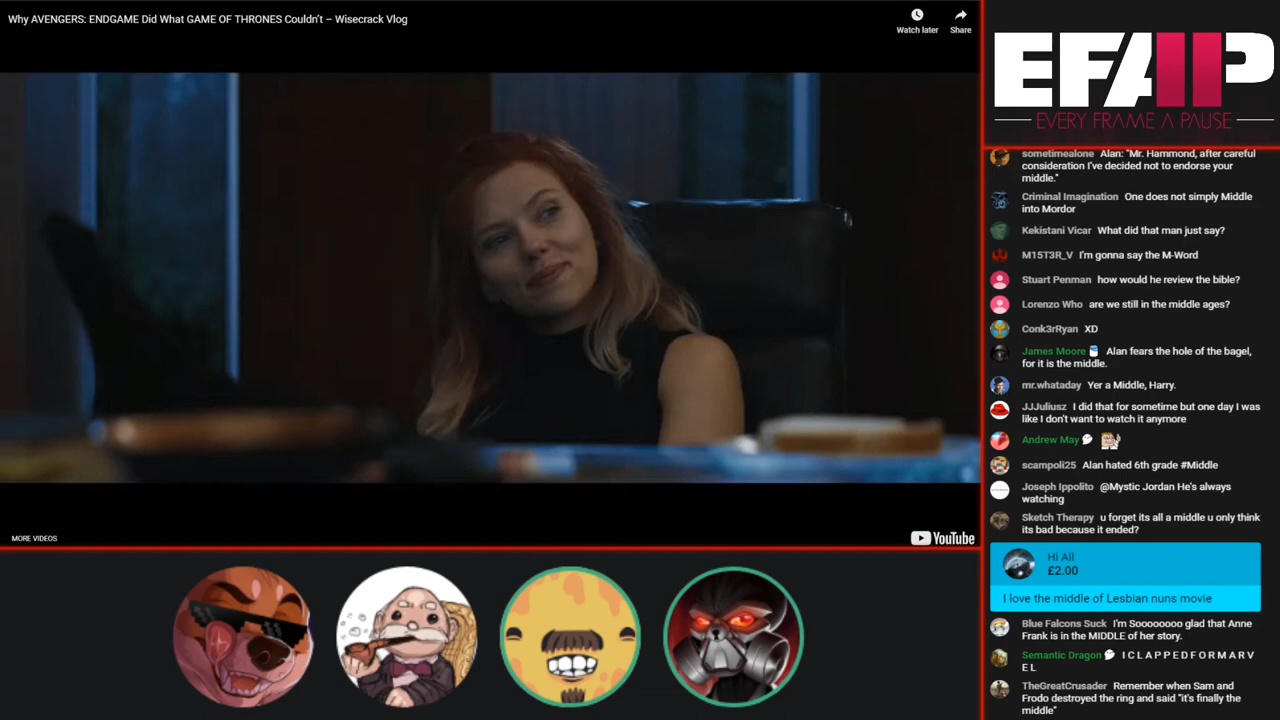 Why AVENGERS: ENDGAME Did What GAME OF THRONES Couldn't – Wisecrack Vlog
Watch later
Share
MORE VIDEOS
YouTube
EFAP
EVERY FRAME A PAUSE
sometimealone Alan: "Mr. Hammond, after careful
consideration I've decided not to endorse your
middle."
Criminal Imagination One does not simply Middle
into Mordor
Kekistani Vicar What did that man just say?
M15T3R_V I'm gonna say the M-Word
Stuart Penman how would he review the bible?
Lorenzo Who are we still in the middle ages?
Conk3rRyan XD
James Moore Alan fears the hole of the bagel,
for it is the middle.
mr.whataday Yer a Middle, Harry.
JJJuliusz I did that for sometime but one day I was
like I don't want to watch it anymore
Andrew May
scampoli25 Alan hated 6th grade #Middle
Joseph Ippolito @Mystic Jordan He's always
watching
Sketch Therapy u forget its all a middle u only think
its bad because it ended?
Hi All
£2.00
I love the middle of Lesbian nuns movie
Blue Falcons Suck I'm Soooooooo glad that Anne
Frank is in the MIDDLE of her story.
Semantic Dragon I C L A P P E D F O R M A R V
E L
TheGreatCrusader Remember when Sam and
Frodo destroyed the ring and said "it's finally the
middle"